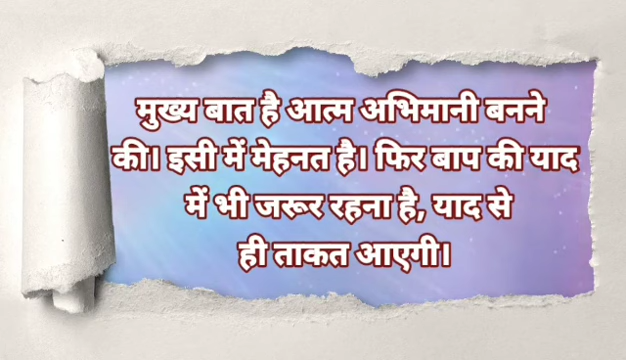 मुख्य बात है आत्म अभिमानी बनने
की। इसी में मेहनत है। फिर बाप की याद
में भी जरूर रहना है, याद से
ही ताकत आएगी।